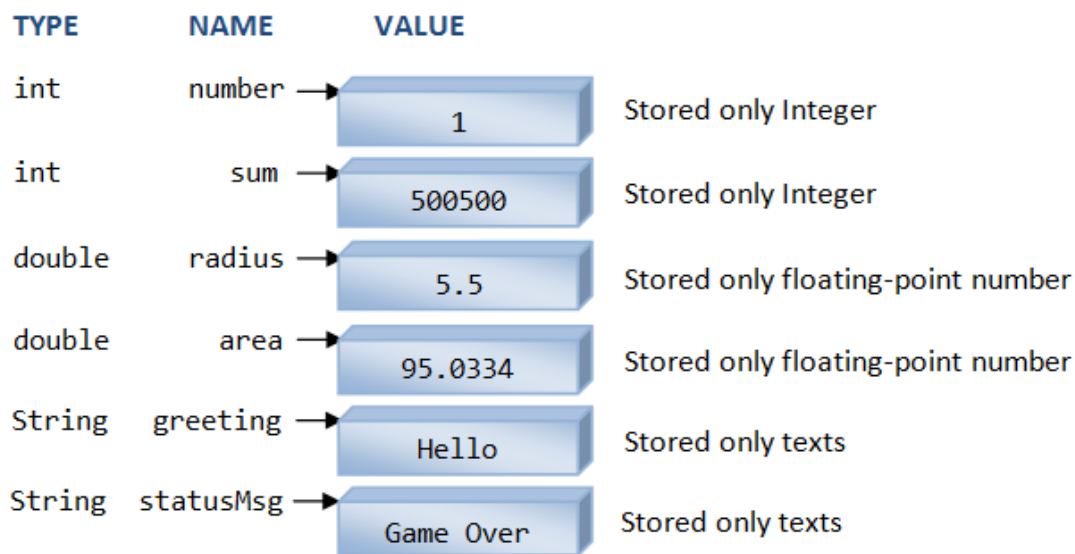 TYPE NAME VALUE
int number 1 Stored only Integer
int sum 500500 Stored only Integer
double radius 5.5 Stored only floating-point number
double area 95.0334 Stored only floating-point number
String greeting Hello Stored only texts
String statusMsg Game Over Stored only texts